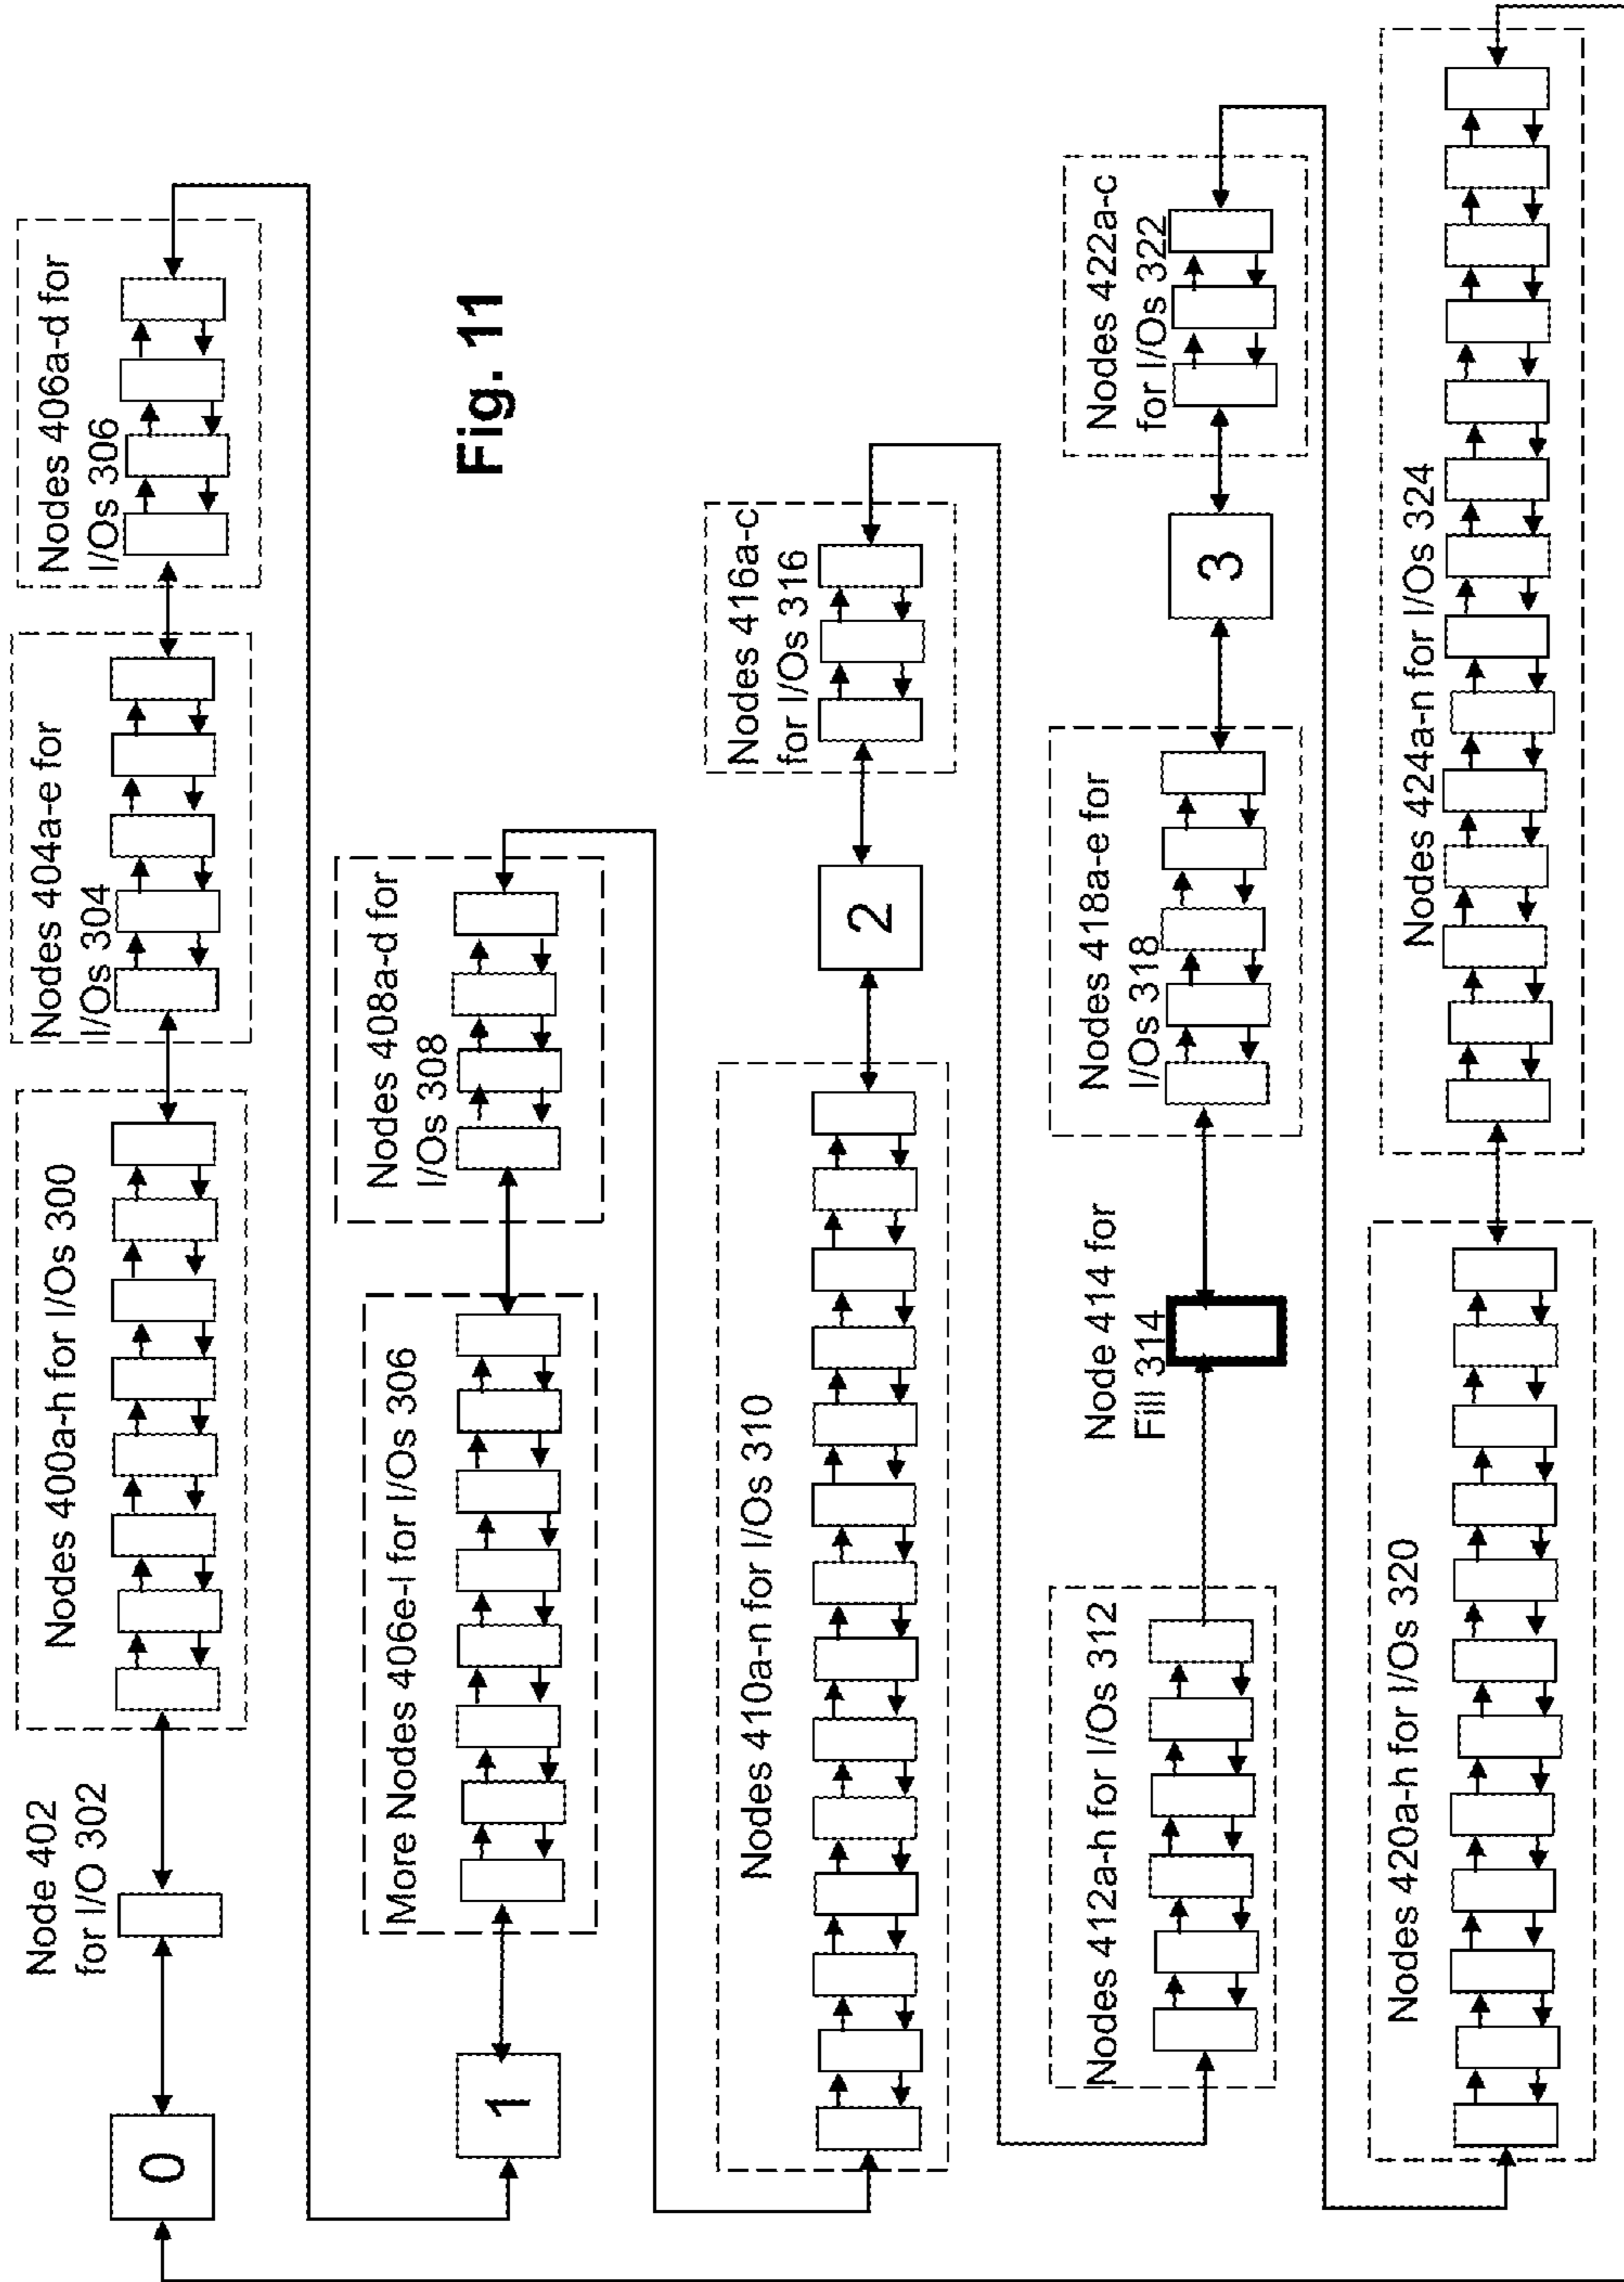 Node 402
for I/O 302
Nodes 400a-h for I/Os 300
Nodes 404a-e for
I/Os 304
Nodes 406a-d for
I/Os 306
0
More Nodes 406e-l for I/Os 306
Nodes 408a-d for
I/Os 308
1
Fig. 11
Nodes 410a-n for I/Os 310
2
Nodes 416a-c
for I/Os 316
Nodes 412a-h for I/Os 312
Node 414 for
Fill 314
Nodes 418a-e for
I/Os 318
3
Nodes 422a-c
for I/Os 322
Nodes 420a-h for I/Os 320
Nodes 424a-n for I/Os 324